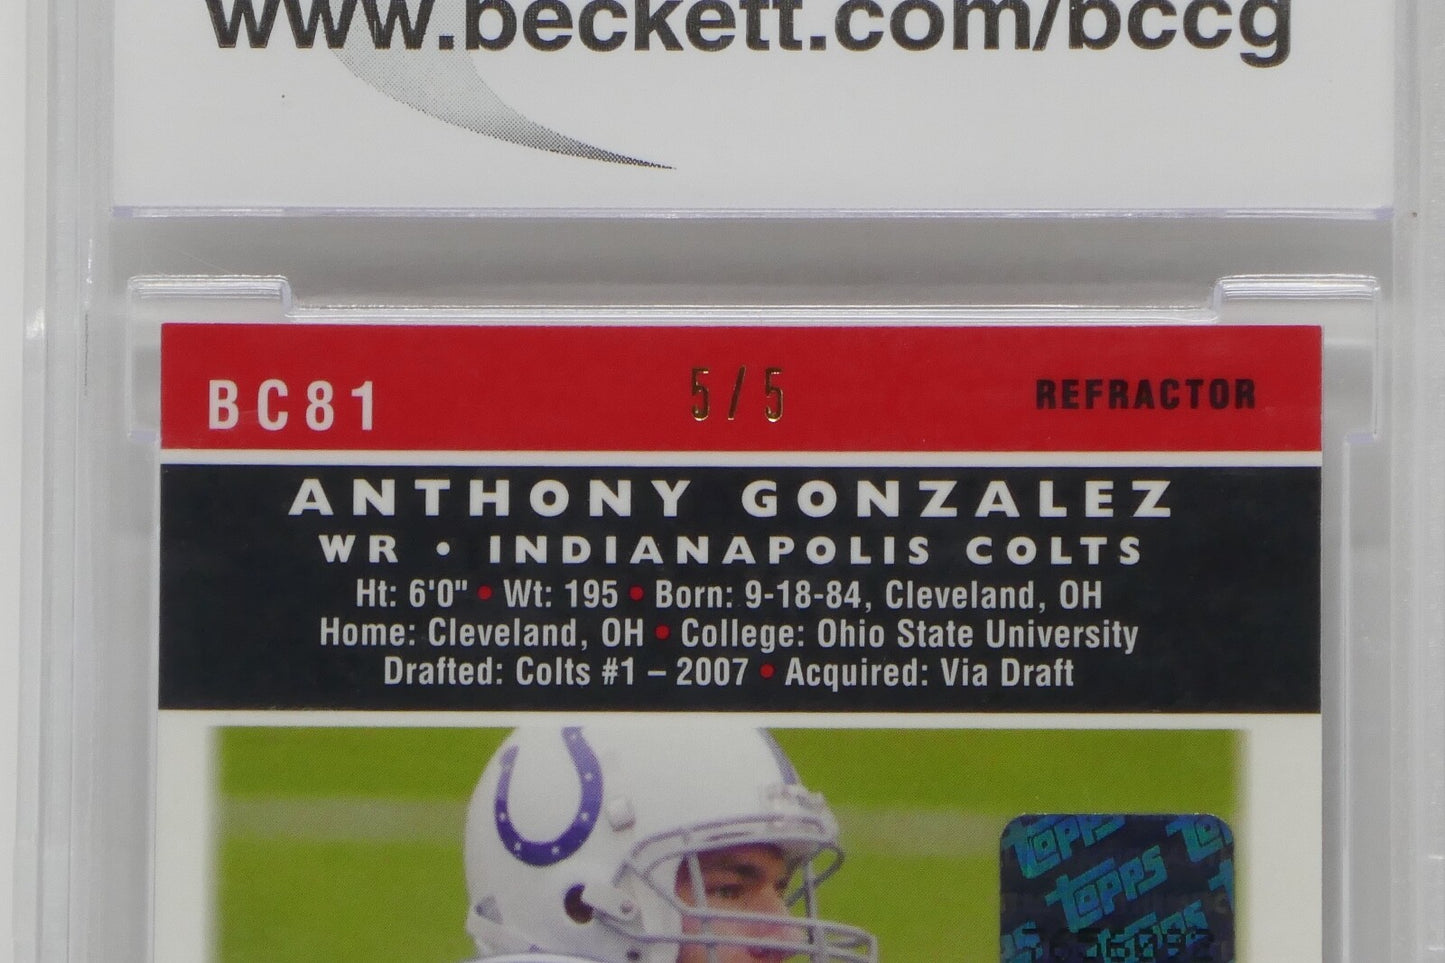 www.beckett.com/bccg
BC81 5/5 REFRACTOR
ANTHONY GONZALEZ
WR • INDIANAPOLIS COLTS
Ht: 6'0" • Wt: 195 • Born: 9-18-84, Cleveland, OH
Home: Cleveland, OH • College: Ohio State University
Drafted: Colts #1 – 2007 • Acquired: Via Draft
topps
topps
topps